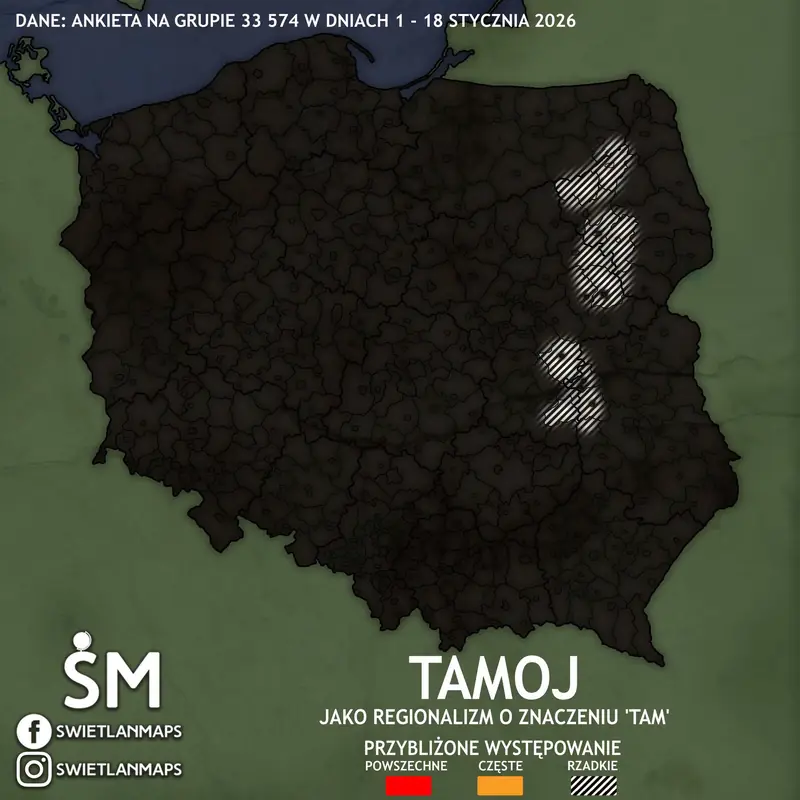 DANE: ANKIETA NA GRUPIE 33 574 W DNIACH 1 - 18 STYCZNIA 2026
ŚM
SWIETLANMAPS
SWIETLANMAPS
TAMOJ
JAKO REGIONALIZM O ZNACZENIU 'TAM'
PRZYBLIŻONE WYSTĘPOWANIE
POWSZECHNE CZĘSTE RZADKIE